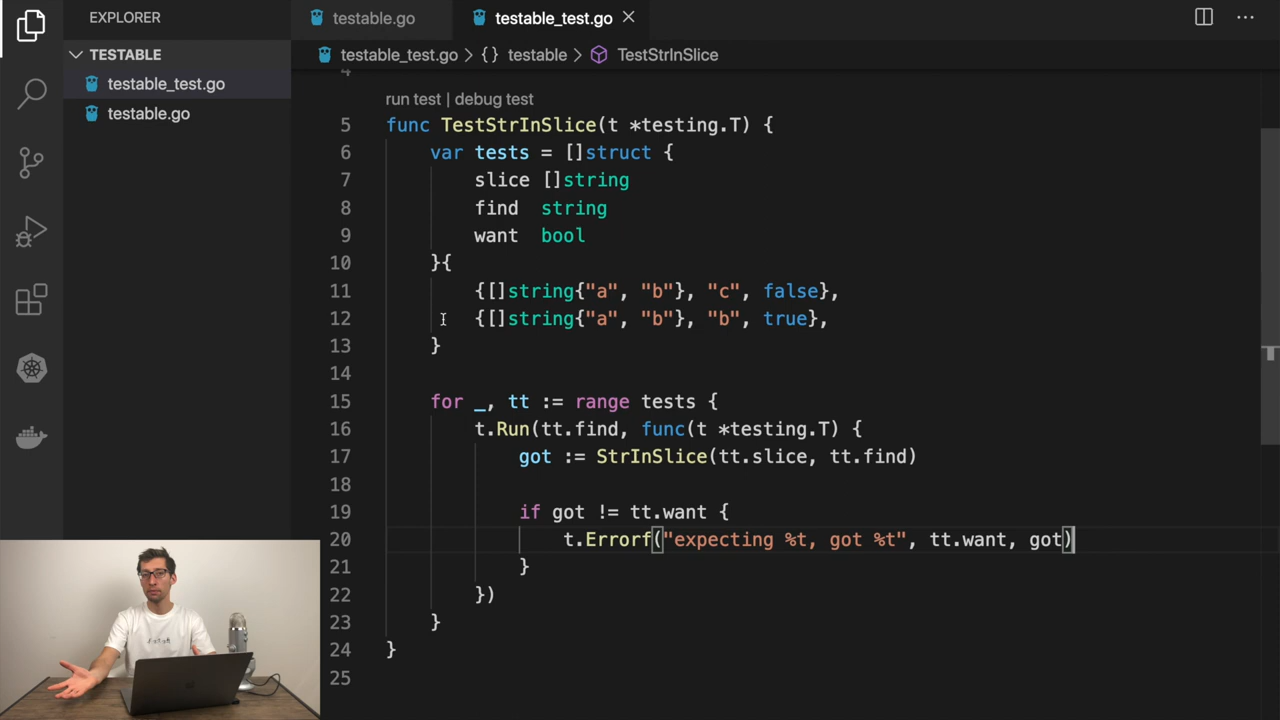 EXPLORER
testable.go
testable_test.go
TESTABLE
testable_test.go
testable.go
testable_test.go > {} testable > TestStrInSlice
4
run test | debug test
5 func TestStrInSlice(t *testing.T) {
6 var tests = []struct {
7 slice []string
8 find string
9 want bool
10 }{
11 {[]string{"a", "b"}, "c", false},
12 {[]string{"a", "b"}, "b", true},
13 }
14
15 for _, tt := range tests {
16 t.Run(tt.find, func(t *testing.T) {
17 got := StrInSlice(tt.slice, tt.find)
18
19 if got != tt.want {
20 t.Errorf("expecting %t, got %t", tt.want, got)
21 }
22 })
23 }
24 }
25